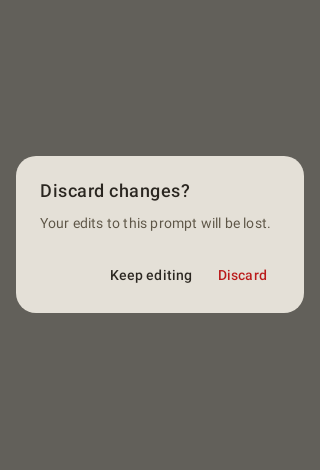 Discard changes?
Your edits to this prompt will be lost.
Keep editing Discard